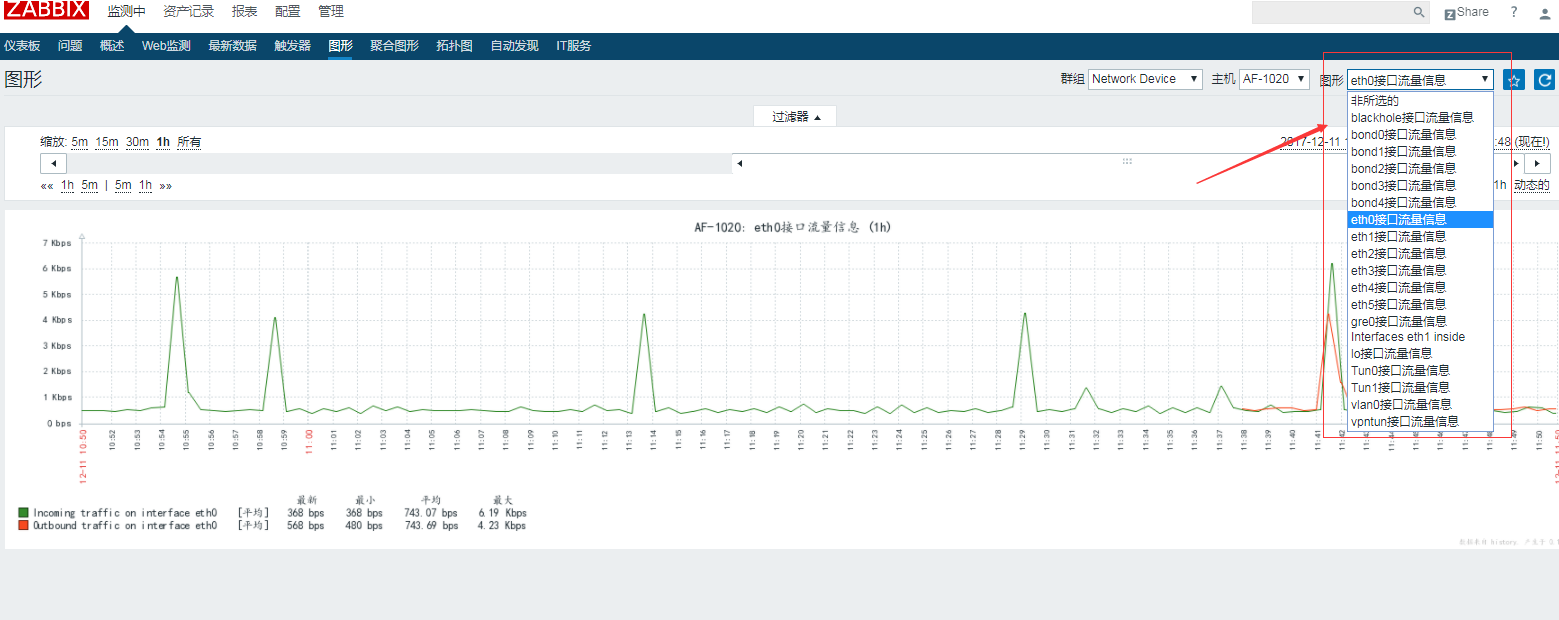 ZABBIX 监测中 资产记录 报表 配置 管理 Share ?
仪表板 问题 概述 Web监测 最新数据 触发器 图形 聚合图形 拓扑图 自动发现 IT服务
图形 群组 Network Device 主机 AF-1020 图形 eth0接口流量信息
非所选的
blackhole接口流量信息
bond0接口流量信息
bond1接口流量信息
bond2接口流量信息
bond3接口流量信息
bond4接口流量信息
eth0接口流量信息
eth1接口流量信息
eth2接口流量信息
eth3接口流量信息
eth4接口流量信息
eth5接口流量信息
gre0接口流量信息
Interfaces eth1 inside
lo接口流量信息
Tun0接口流量信息
Tun1接口流量信息
vlan0接口流量信息
vpntun接口流量信息
过滤器
缩放: 5m 15m 30m 1h 所有 2017-12-11 :48 (现在!)
«« 1h 5m | 5m 1h »» 1h 动态的
AF-1020: eth0接口流量信息 (1h)
7 Kbps
6 Kbps
5 Kbps
4 Kbps
3 Kbps
2 Kbps
1 Kbps
0 bps
12-11 10:50 10:52 10:53 10:54 10:55 10:56 10:57 10:58 10:59 11:00 11:01 11:02 11:03 11:04 11:05 11:06 11:07 11:08 11:09 11:10 11:11 11:12 11:13 11:14 11:15 11:16 11:17 11:18 11:19 11:20 11:21 11:22 11:23 11:24 11:25 11:26 11:27 11:28 11:29 11:30 11:31 11:32 11:33 11:34 11:35 11:36 11:37 11:38 11:39 11:40 11:41 11:42 11:49 11:50
最新 最小 平均 最大
Incoming traffic on interface eth0 [平均] 368 bps 368 bps 743.07 bps 6.19 Kbps
Outbound traffic on interface eth0 [平均] 568 bps 480 bps 743.69 bps 4.23 Kbps
数据来自 history. 产生于